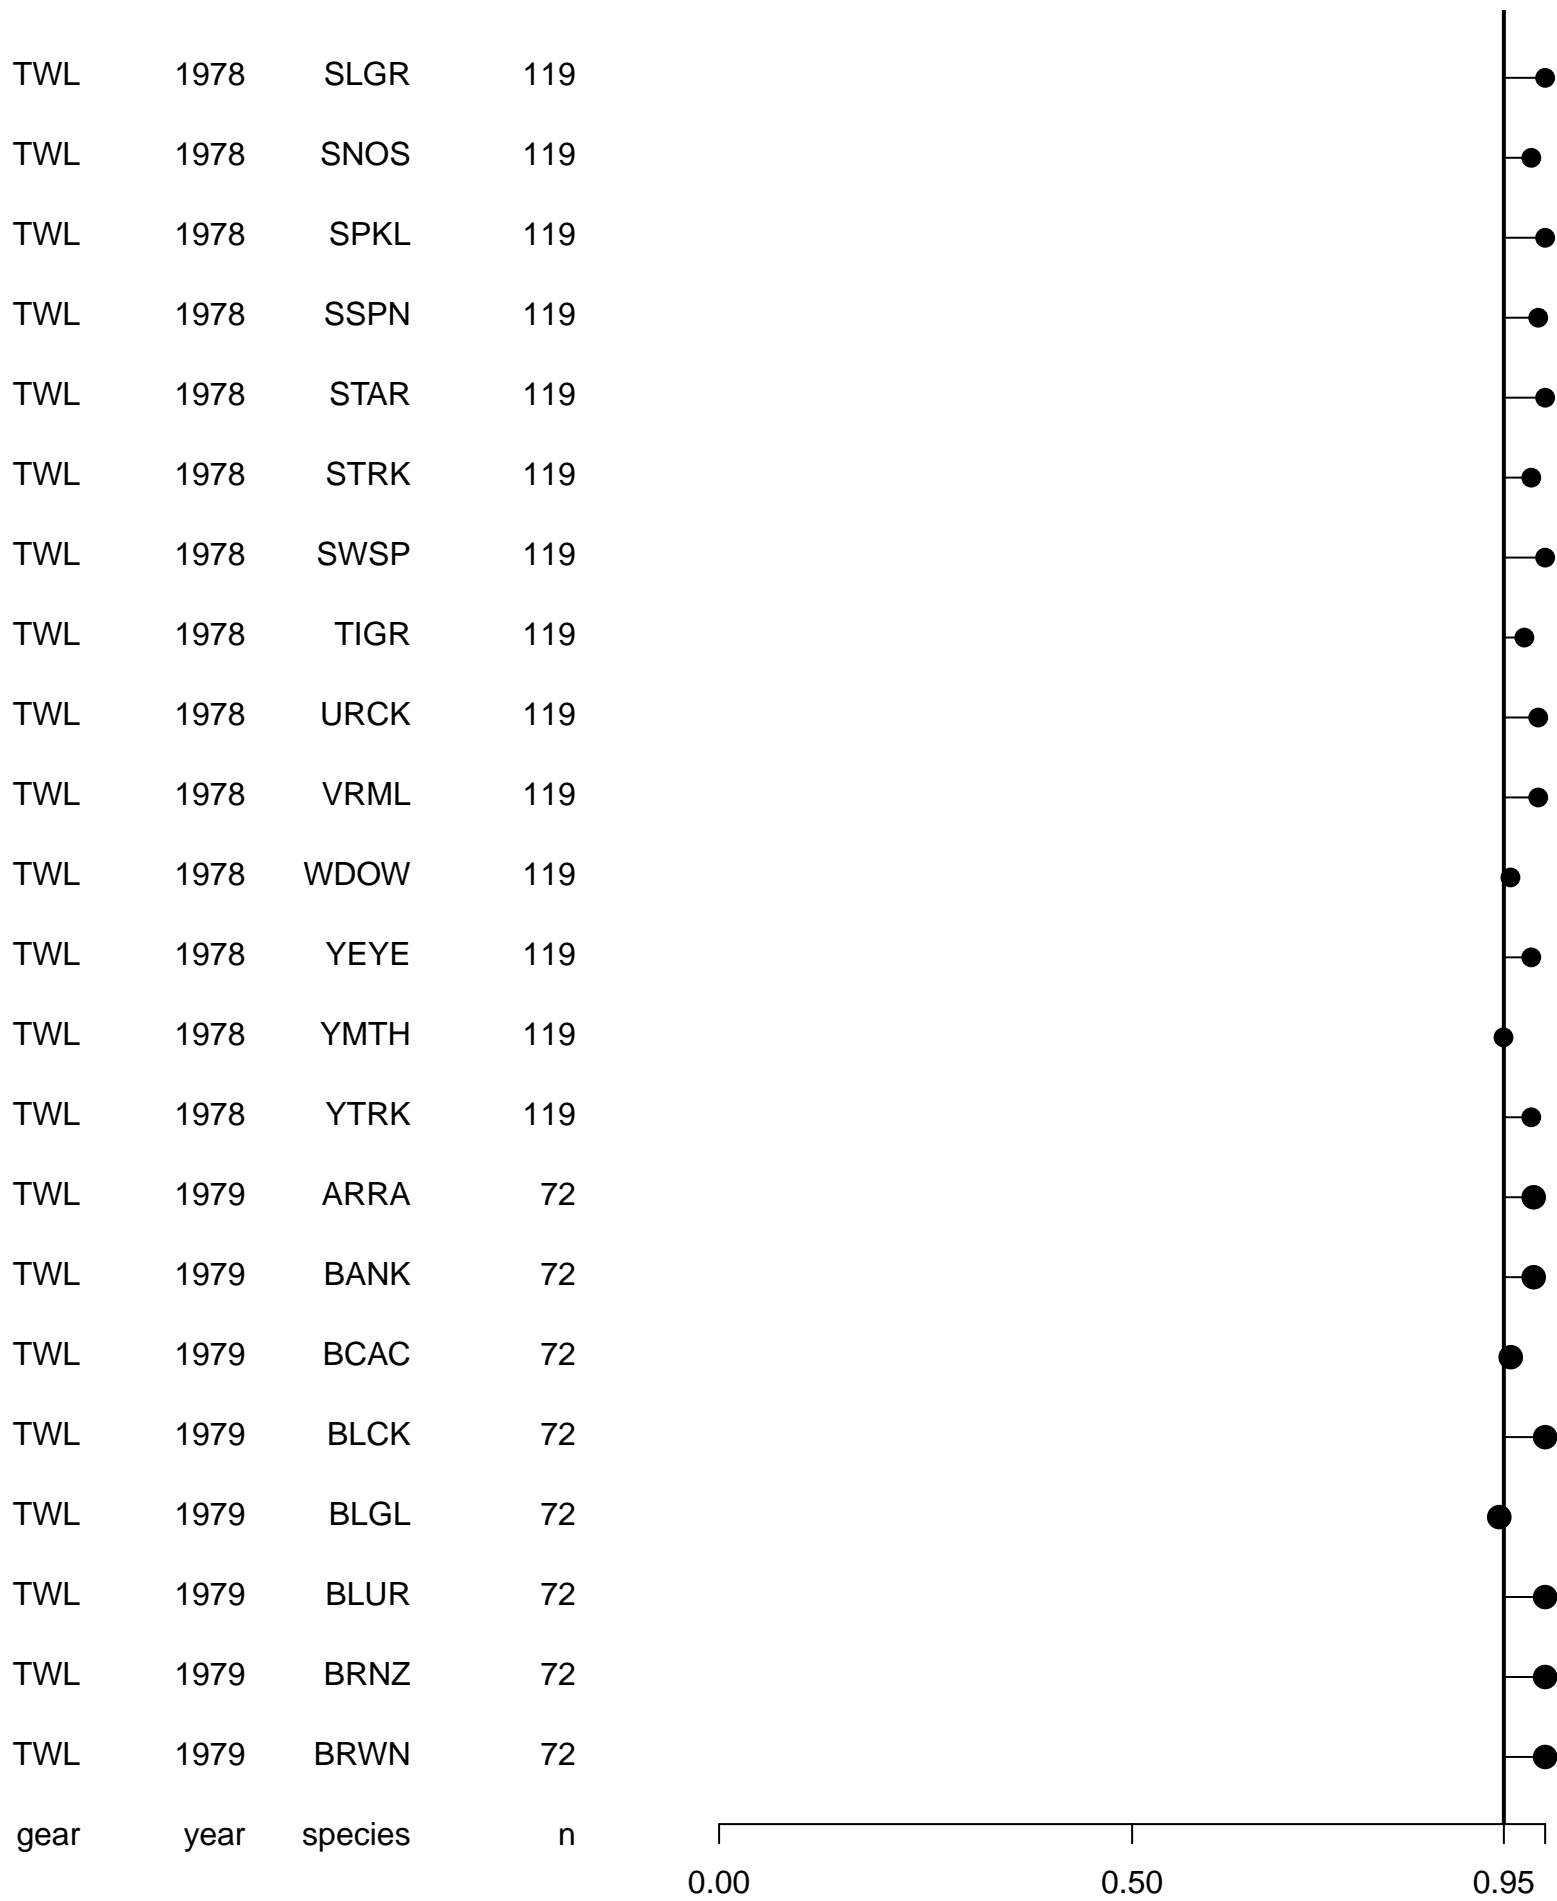 TWL 1978 SLGR 119
TWL 1978 SNOS 119
TWL 1978 SPKL 119
TWL 1978 SSPN 119
TWL 1978 STAR 119
TWL 1978 STRK 119
TWL 1978 SWSP 119
TWL 1978 TIGR 119
TWL 1978 URCK 119
TWL 1978 VRML 119
TWL 1978 WDOW 119
TWL 1978 YEYE 119
TWL 1978 YMTH 119
TWL 1978 YTRK 119
TWL 1979 ARRA 72
TWL 1979 BANK 72
TWL 1979 BCAC 72
TWL 1979 BLCK 72
TWL 1979 BLGL 72
TWL 1979 BLUR 72
TWL 1979 BRNZ 72
TWL 1979 BRWN 72
gear year species n
0.00 0.50 0.95